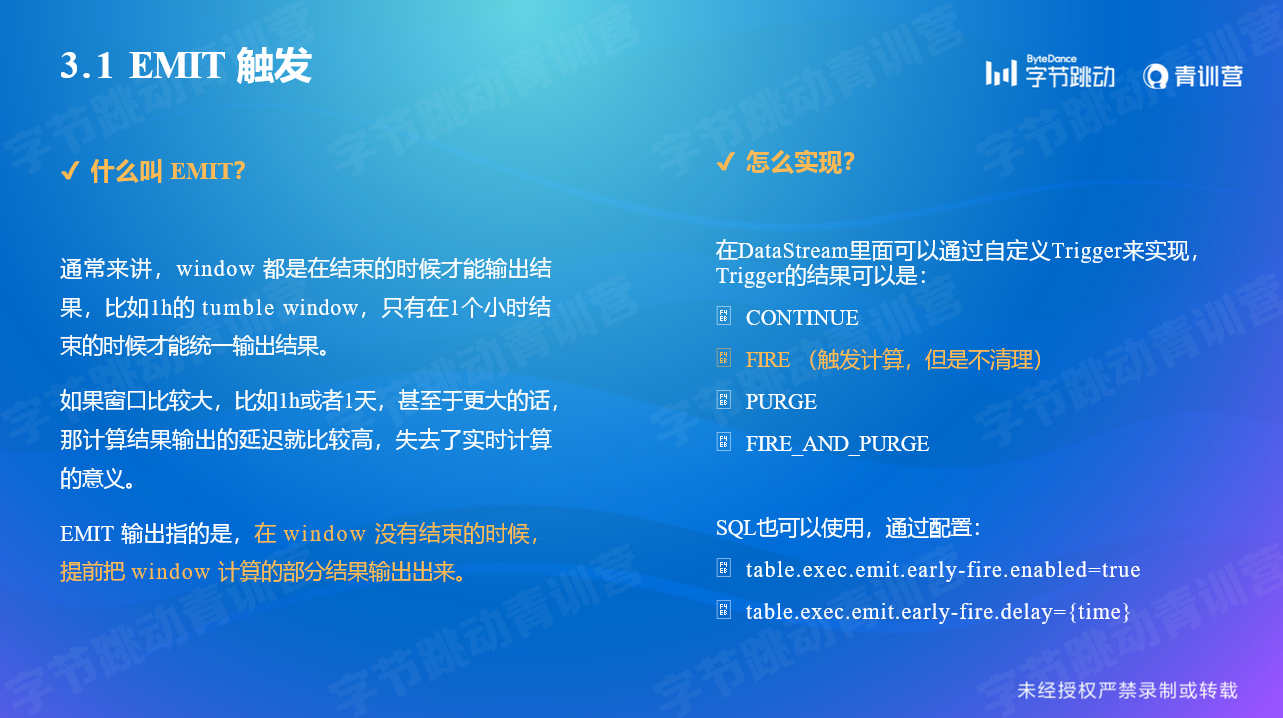 3.1 EMIT 触发
ByteDance
字节跳动
青训营
✓ 什么叫 EMIT？
通常来讲，window 都是在结束的时候才能输出结
果，比如1h的 tumble window，只有在1个小时结
束的时候才能统一输出结果。
如果窗口比较大，比如1h或者1天，甚至于更大的话，
那计算结果输出的延迟就比较高，失去了实时计算
的意义。
EMIT 输出指的是，在 window 没有结束的时候，
提前把 window 计算的部分结果输出出来。
✓ 怎么实现？
在DataStream里面可以通过自定义Trigger来实现，
Trigger的结果可以是：
CONTINUE
FIRE （触发计算，但是不清理）
PURGE
FIRE_AND_PURGE
SQL也可以使用，通过配置：
table.exec.emit.early-fire.enabled=true
table.exec.emit.early-fire.delay={time}
未经授权严禁录制或转载
字节跳动青训营